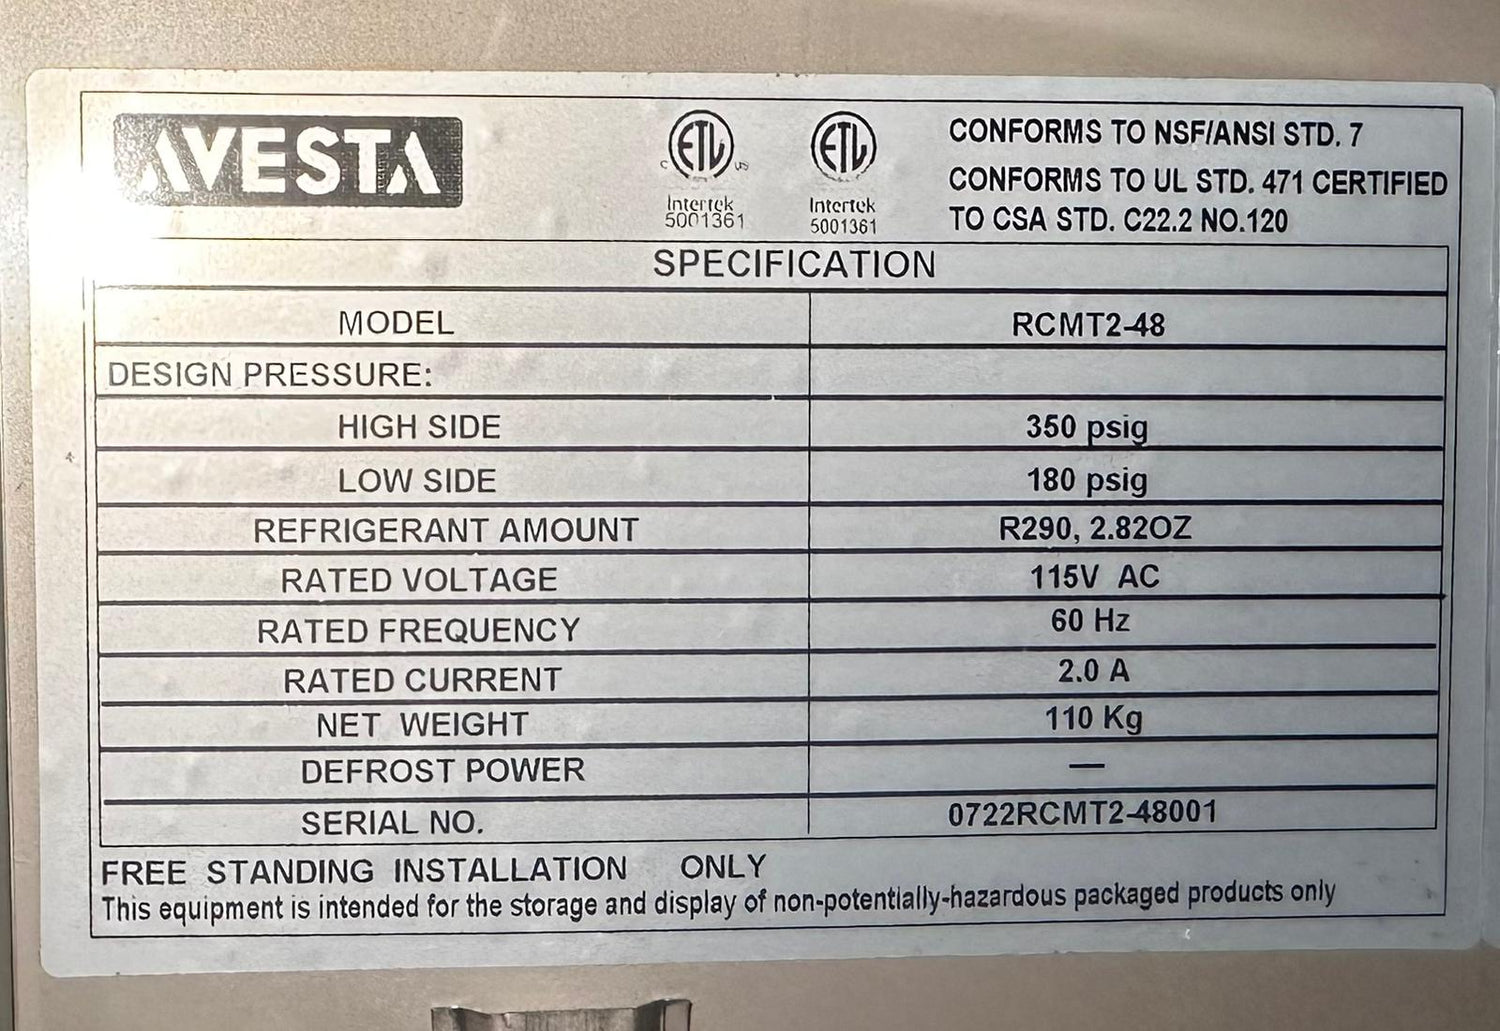 AVESTA
ETL
c us
Intertek
5001361
ETL
Intertek
5001361
CONFORMS TO NSF/ANSI STD. 7
CONFORMS TO UL STD. 471 CERTIFIED
TO CSA STD. C22.2 NO.120
SPECIFICATION
MODEL RCMT2-48
DESIGN PRESSURE:
HIGH SIDE 350 psig
LOW SIDE 180 psig
REFRIGERANT AMOUNT R290, 2.82OZ
RATED VOLTAGE 115V AC
RATED FREQUENCY 60 Hz
RATED CURRENT 2.0 A
NET WEIGHT 110 Kg
DEFROST POWER —
SERIAL NO. 0722RCMT2-48001
FREE STANDING INSTALLATION ONLY
This equipment is intended for the storage and display of non-potentially-hazardous packaged products only